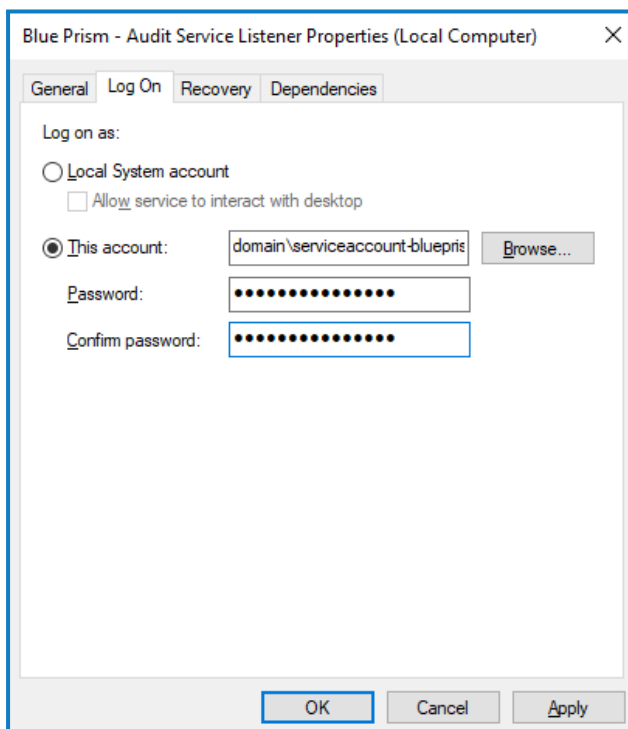 Blue Prism - Audit Service Listener Properties (Local Computer)
General Log On Recovery Dependencies
Log on as:
Local System account
Allow service to interact with desktop
This account: domain\serviceaccount-bluepris Browse...
Password: ●●●●●●●●●●●●●●●
Confirm password: ●●●●●●●●●●●●●●●
OK Cancel Apply